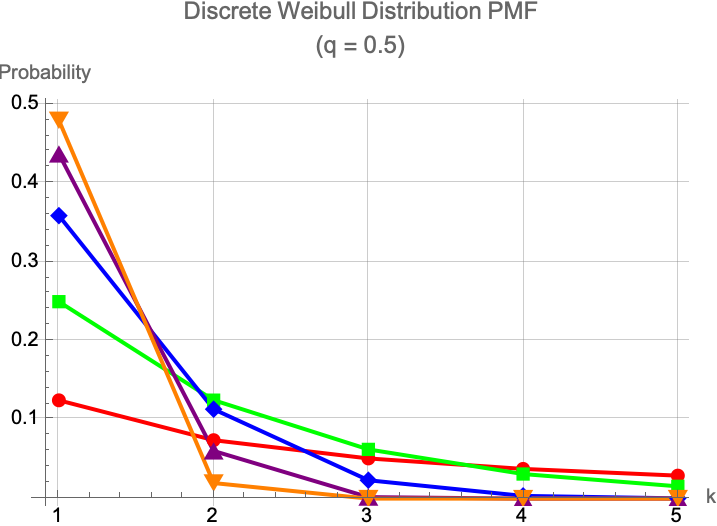 Discrete Weibull Distribution PMF
(q = 0.5)
Probability
0.5
0.4
0.3
0.2
0.1
1 2 3 4 5 k